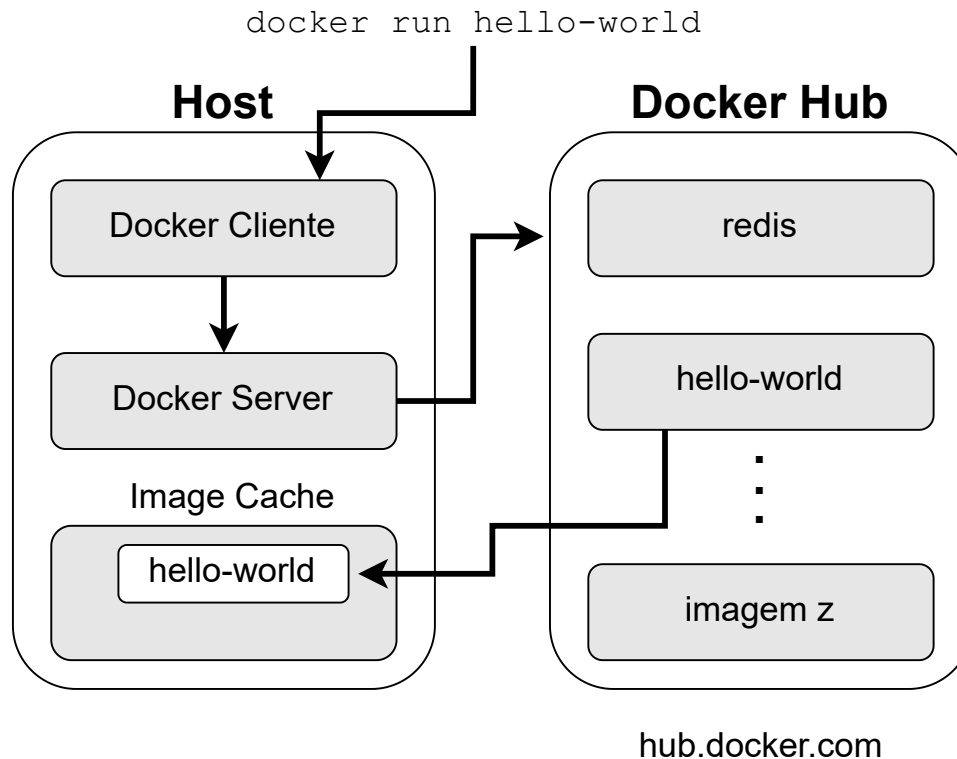 docker run hello-world
Host
Docker Hub
Docker Cliente
redis
Docker Server
hello-world
Image Cache
hello-world
imagem z
hub.docker.com